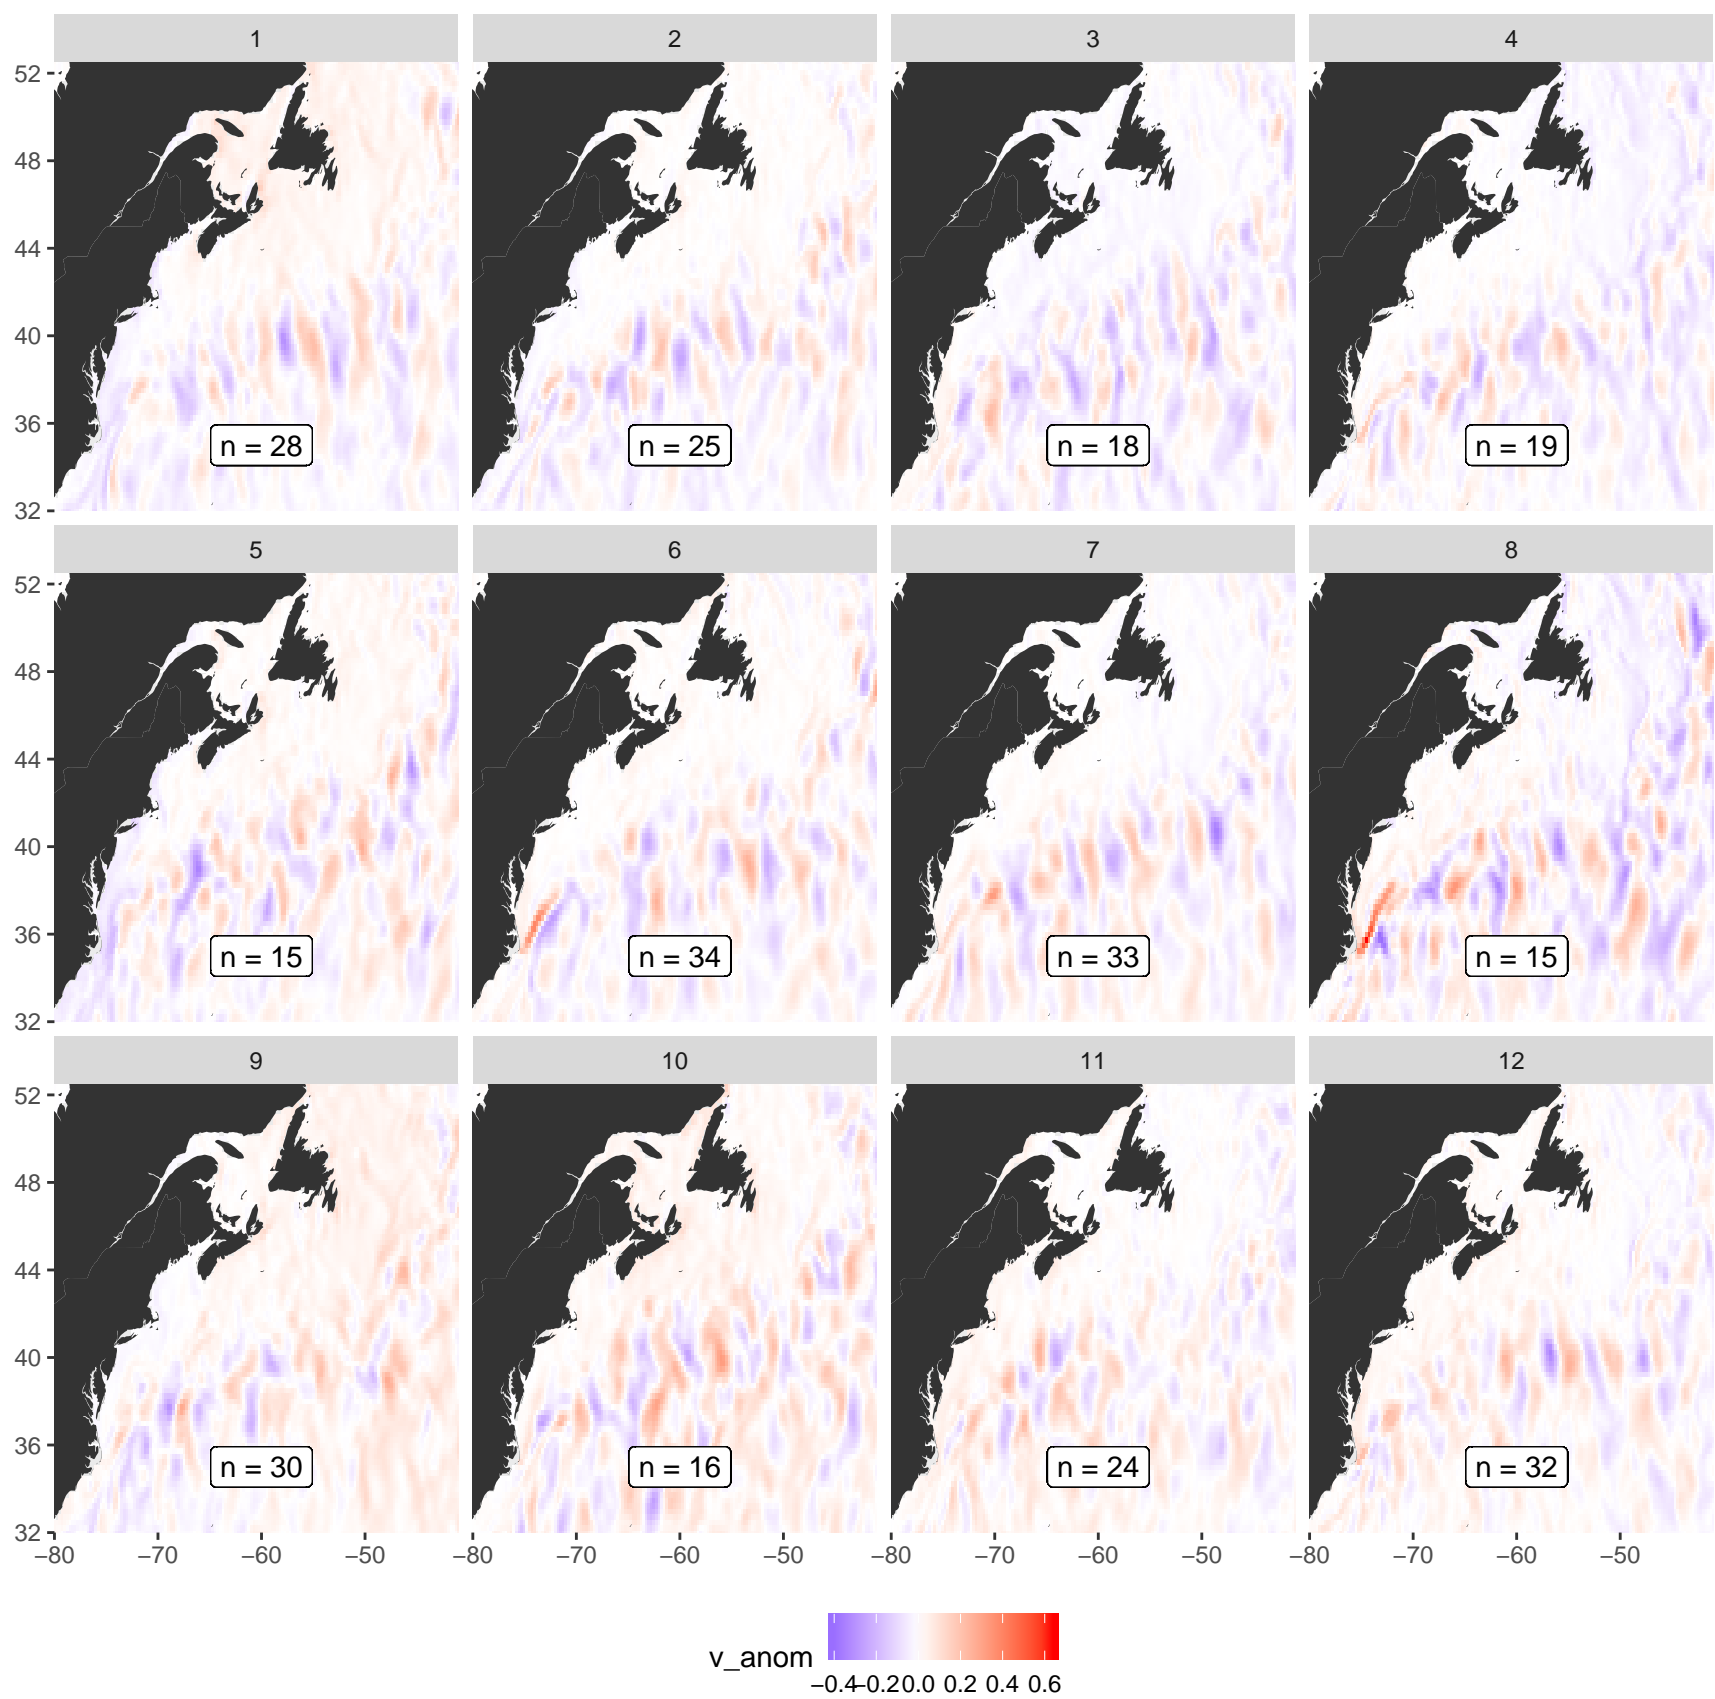 1 2 3 4
52
48
44
40
36
32
n = 28 n = 25 n = 18 n = 19
5 6 7 8
52
48
44
40
36
32
n = 15 n = 34 n = 33 n = 15
9 10 11 12
52
48
44
40
36
32
n = 30 n = 16 n = 24 n = 32
−80 −70 −60 −50 −80 −70 −60 −50 −80 −70 −60 −50 −80 −70 −60 −50
v_anom
−0.4 −0.2 0.0 0.2 0.4 0.6